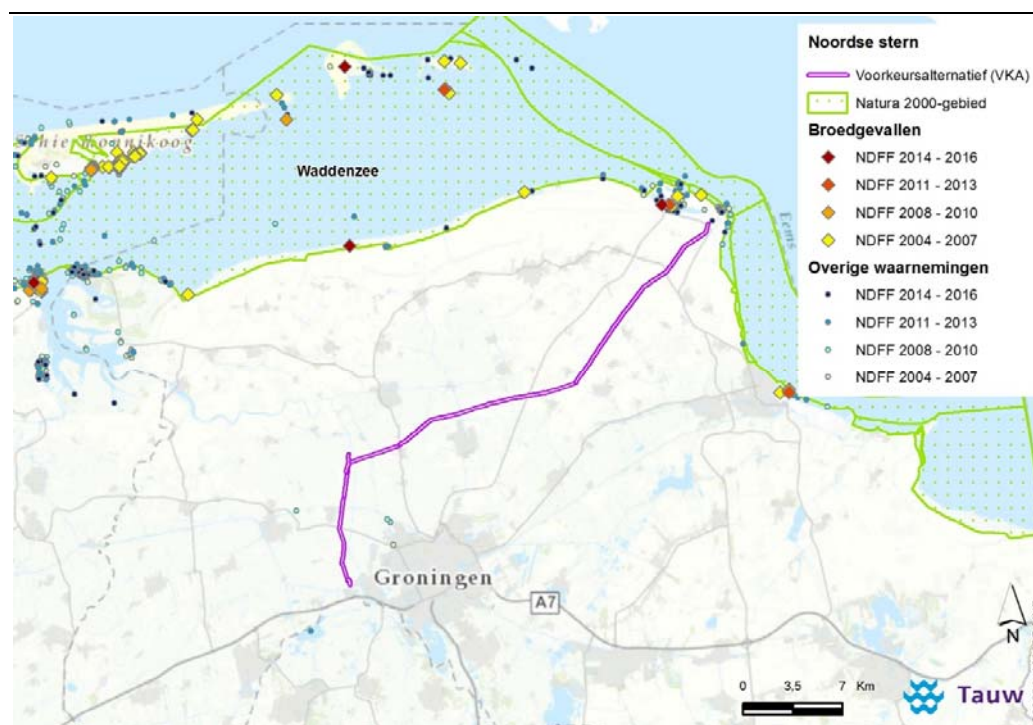 Noordse stern
Voorkeursalternatief (VKA)
Natura 2000-gebied
Broedgevallen
NDFF 2014 - 2016
NDFF 2011 - 2013
NDFF 2008 - 2010
NDFF 2004 - 2007
Overige waarnemingen
NDFF 2014 - 2016
NDFF 2011 - 2013
NDFF 2008 - 2010
NDFF 2004 - 2007
Waddenzee
Eems
Groningen
A7
N
0 3,5 7 Km
Tauw